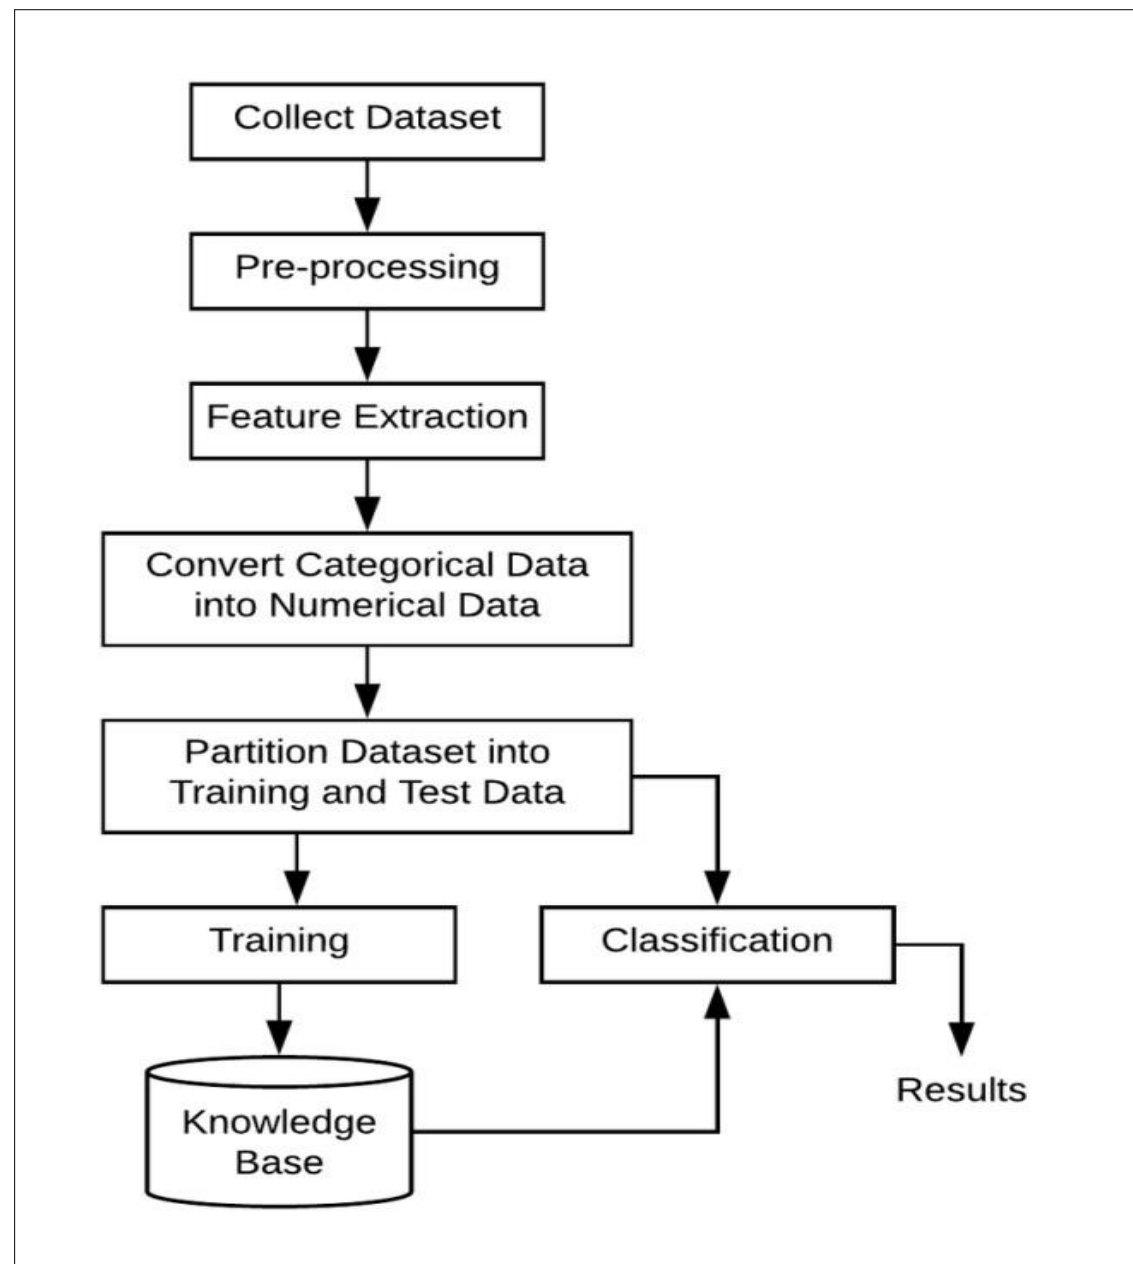 Collect Dataset
Pre-processing
Feature Extraction
Convert Categorical Data
into Numerical Data
Partition Dataset into
Training and Test Data
Training
Classification
Results
Knowledge
Base